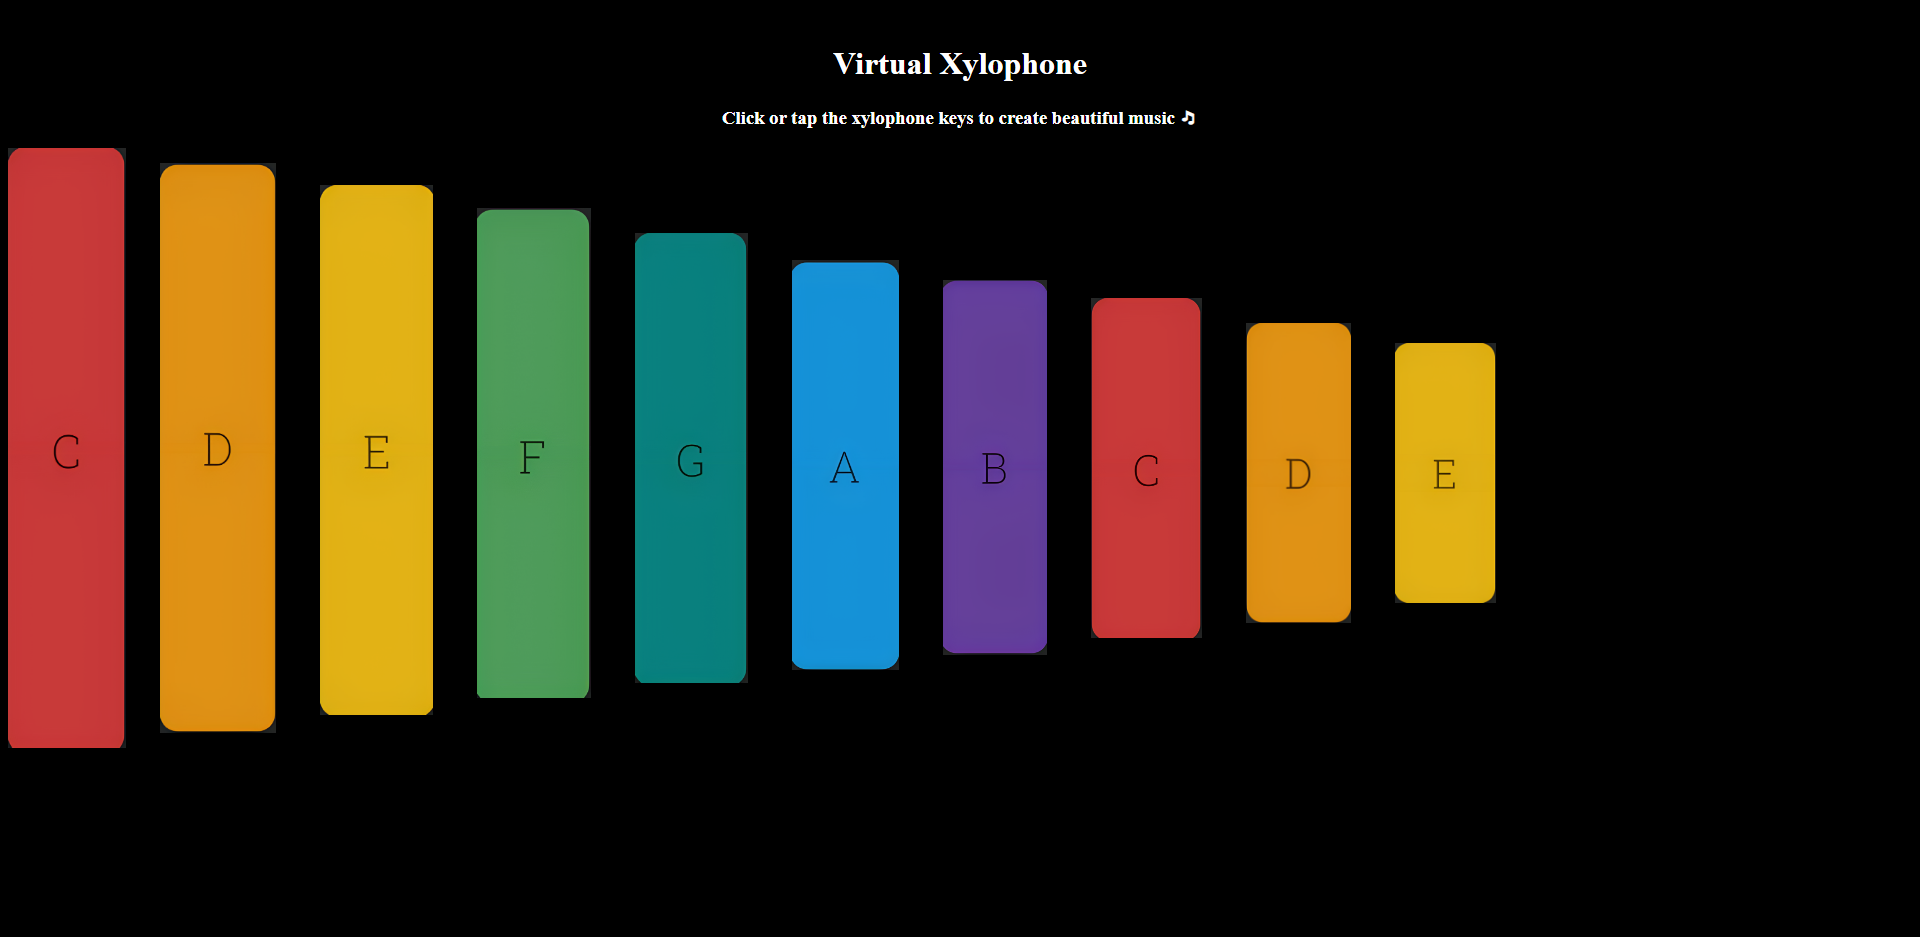 Virtual Xylophone
Click or tap the xylophone keys to create beautiful music 🎵
C D E F G A B C D E